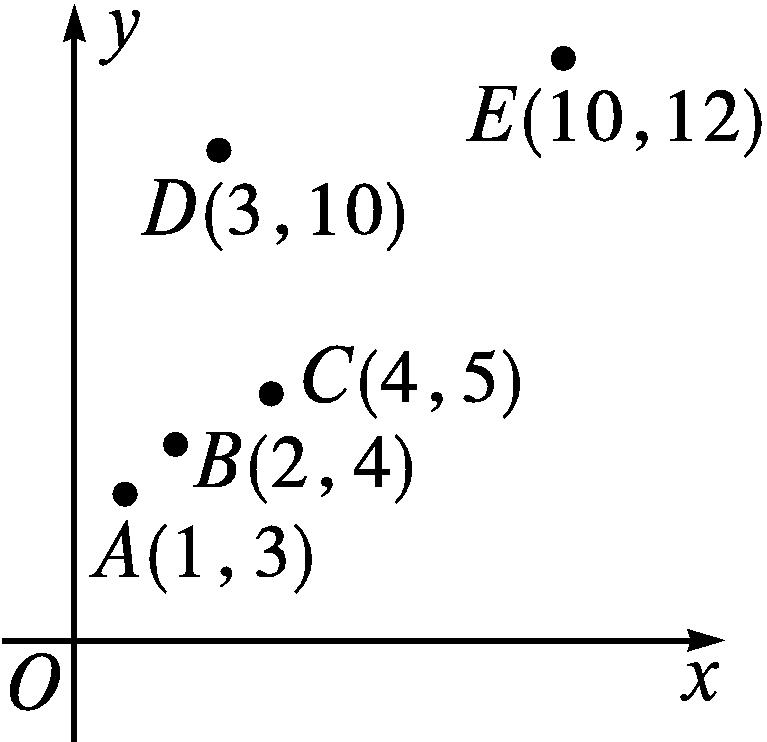 y
E(10,12)
D(3,10)
C(4,5)
B(2,4)
A(1,3)
O
x